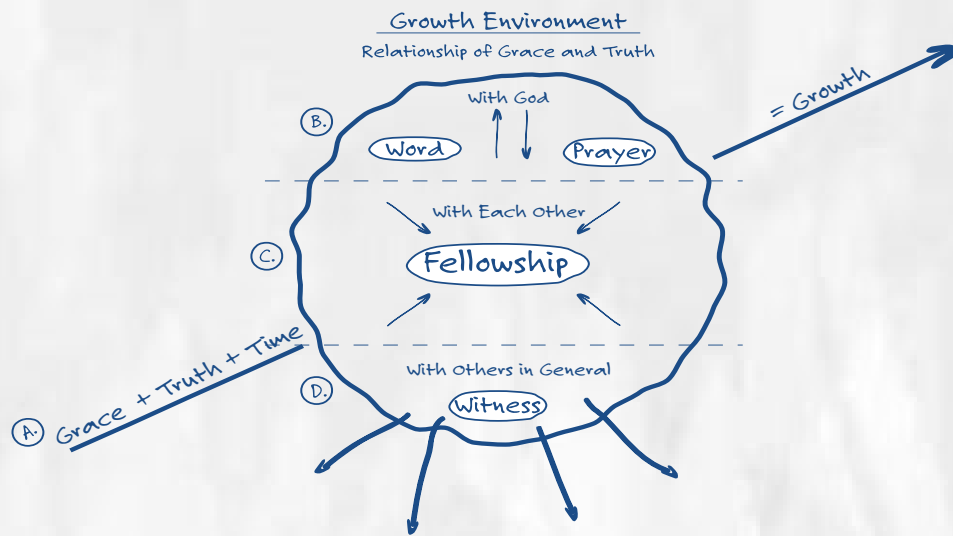 Growth Environment
Relationship of Grace and Truth
With God
B.
Word
Prayer
= Growth
With Each Other
C.
Fellowship
A.
Grace + Truth + Time
With Others in General
D.
Witness